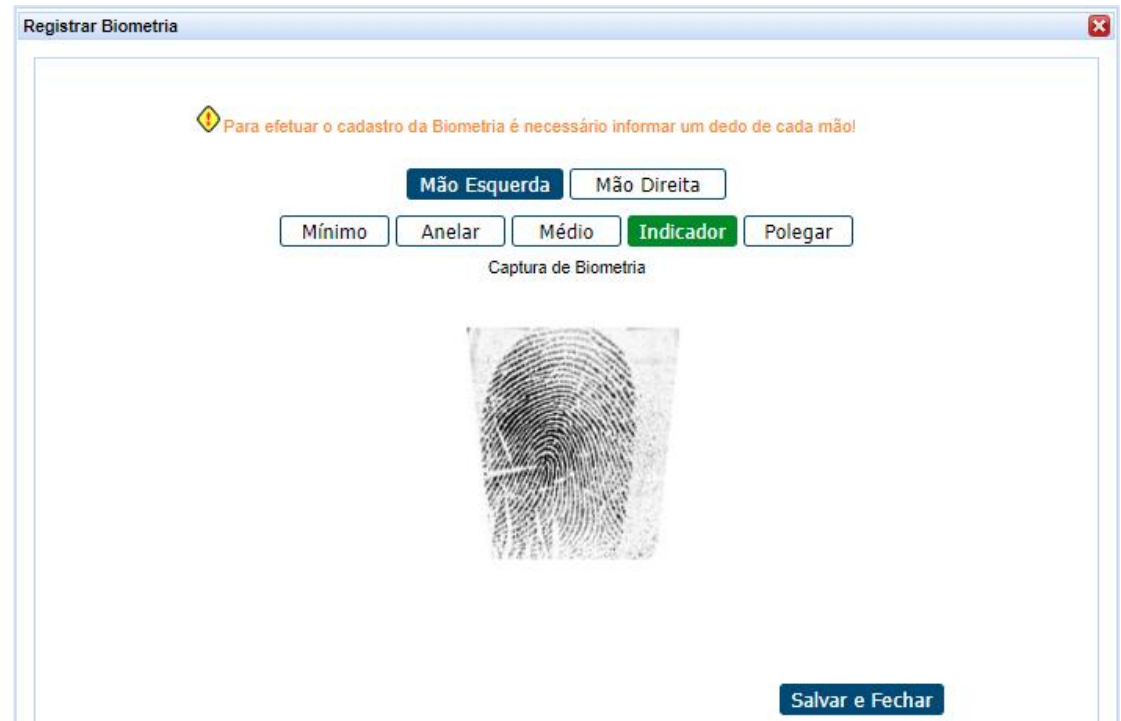 Registrar Biometria
Para efetuar o cadastro da Biometria é necessário informar um dedo de cada mão!
Mão Esquerda Mão Direita
Mínimo Anelar Médio Indicador Polegar
Captura de Biometria
Salvar e Fechar